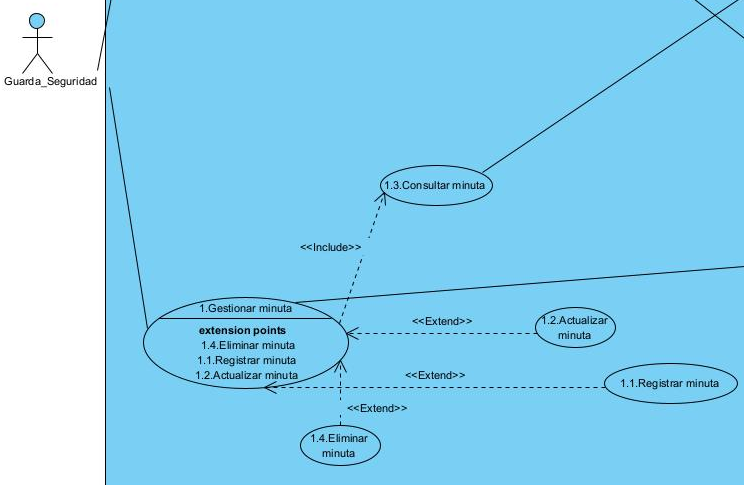 Guarda_Seguridad
1.3.Consultar minuta
<<Include>>
1.Gestionar minuta
extension points
1.4.Eliminar minuta
1.1.Registrar minuta
1.2.Actualizar minuta
<<Extend>>
1.2.Actualizar
minuta
<<Extend>>
1.1.Registrar minuta
<<Extend>>
1.4.Eliminar
minuta